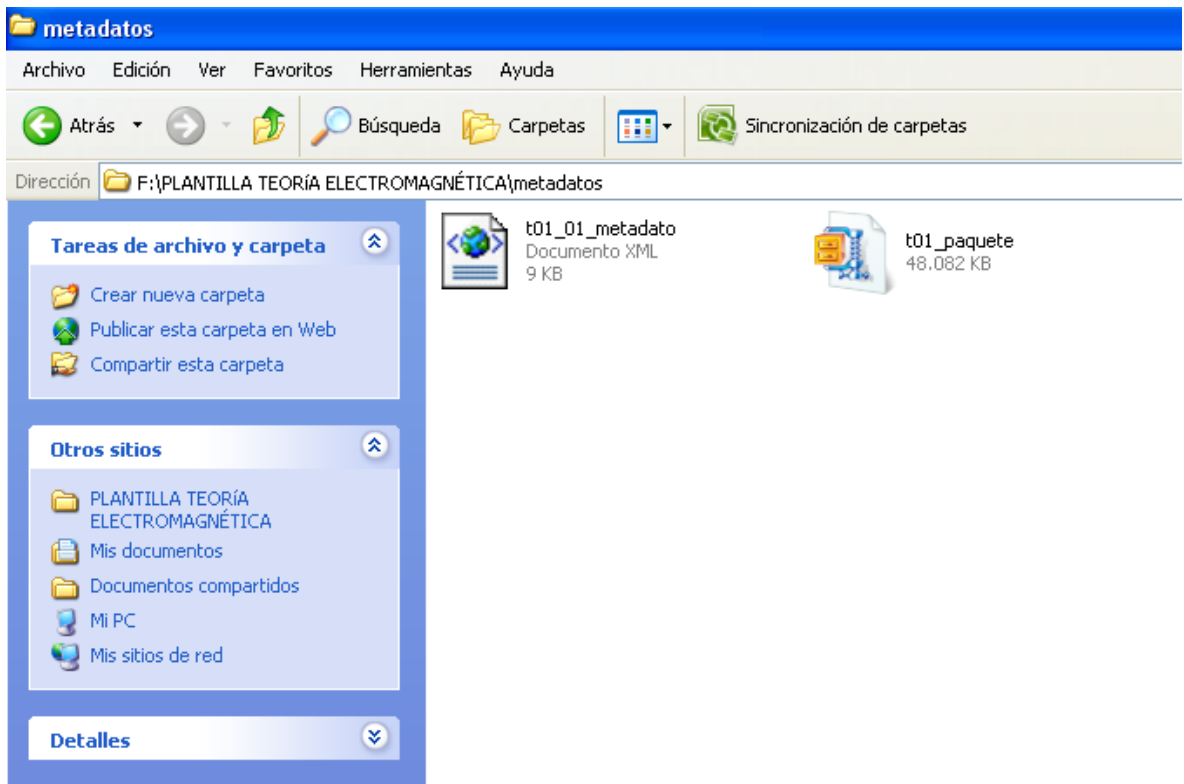 metadatos
Archivo Edición Ver Favoritos Herramientas Ayuda
Atrás Búsqueda Carpetas Sincronización de carpetas
Dirección F:\PLANTILLA TEORíA ELECTROMAGNÉTICA\metadatos
Tareas de archivo y carpeta
Crear nueva carpeta
Publicar esta carpeta en Web
Compartir esta carpeta
Otros sitios
PLANTILLA TEORíA
ELECTROMAGNÉTICA
Mis documentos
Documentos compartidos
Mi PC
Mis sitios de red
Detalles
t01_01_metadato
Documento XML
9 KB
t01_paquete
48.082 KB